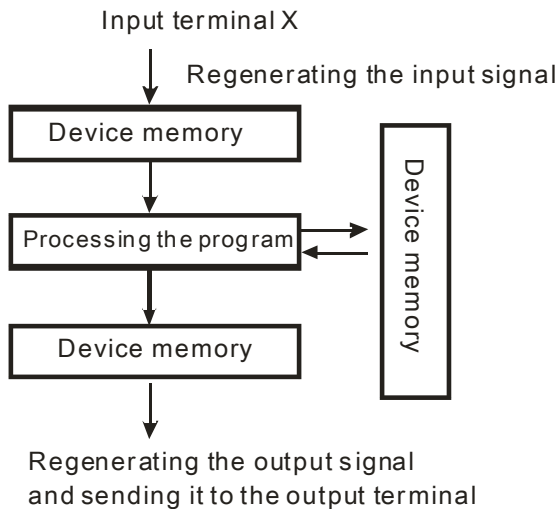 Input terminal X
Regenerating the input signal
Device memory
Processing the program
Device memory
Device memory
Regenerating the output signal
and sending it to the output terminal